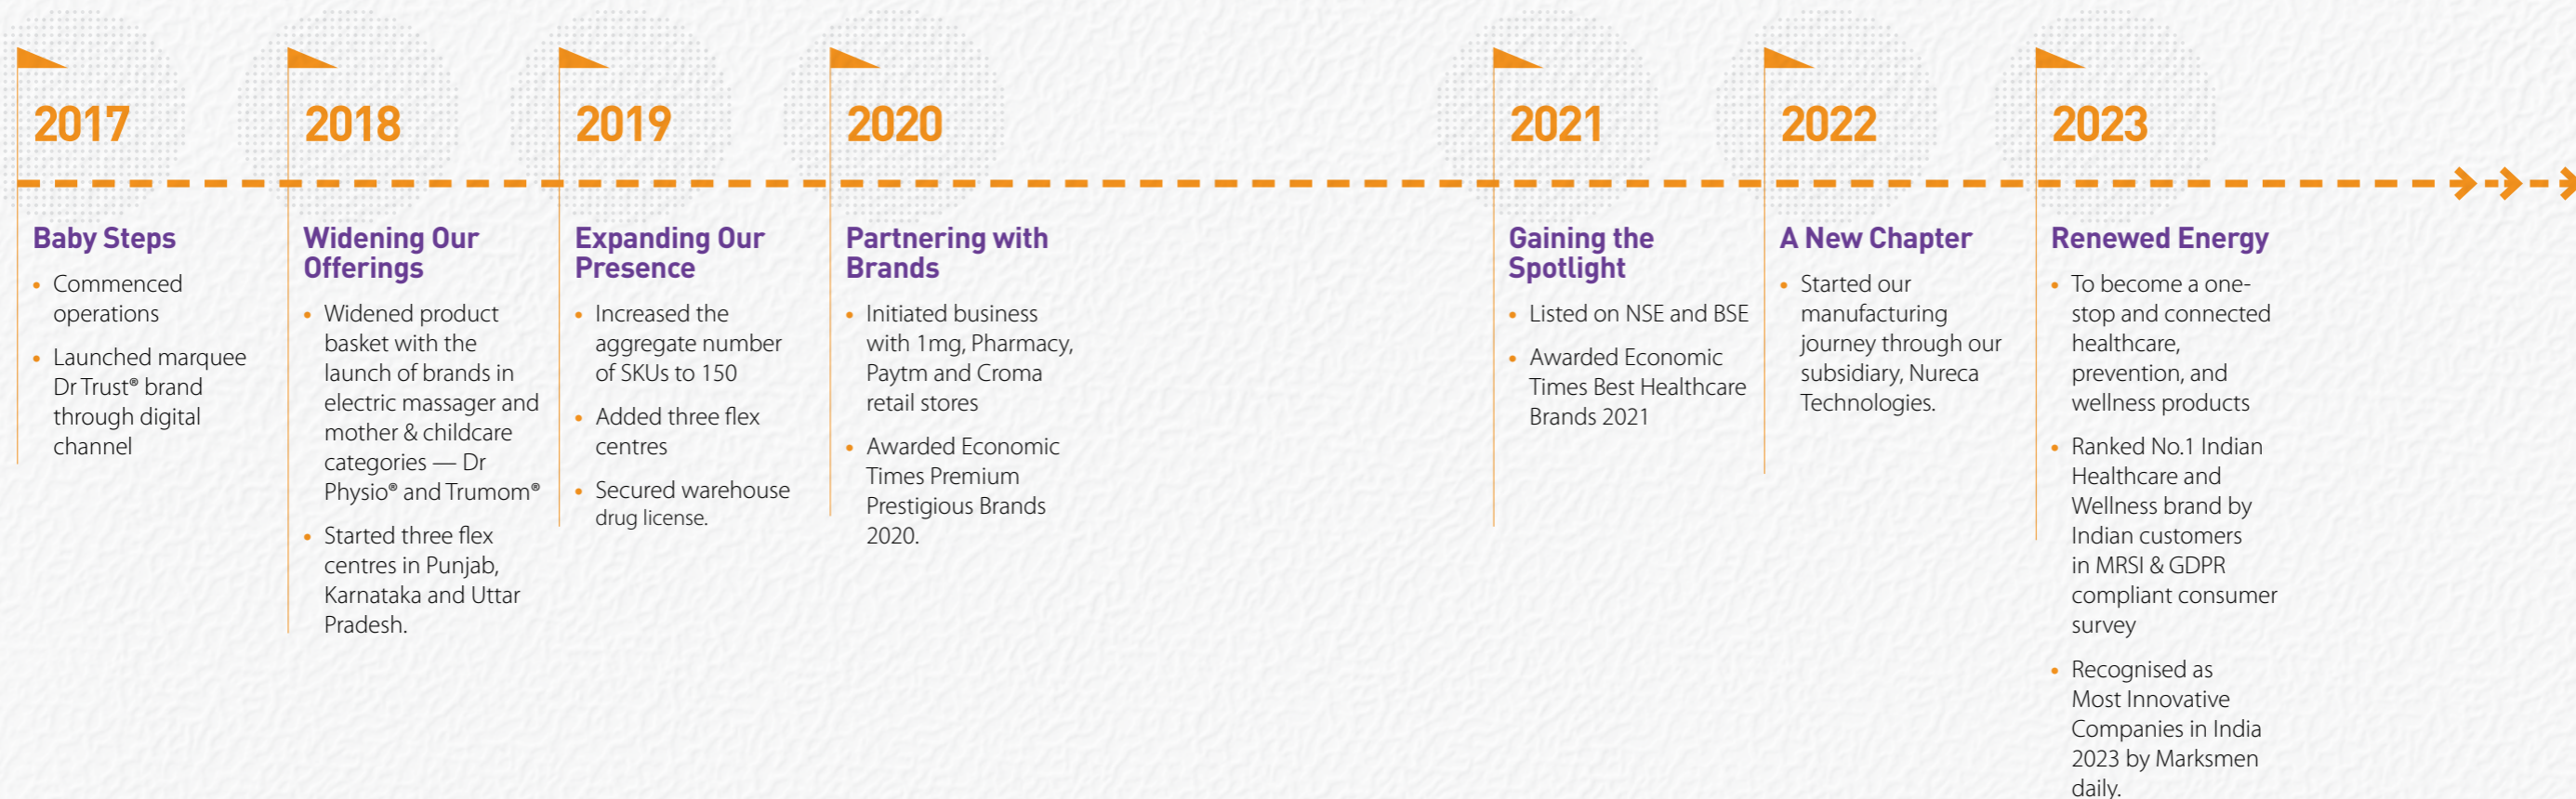 2017
Baby Steps
• Commenced
operations
• Launched marquee
Dr Trust® brand
through digital
channel
2018
Widening Our
Offerings
• Widened product
basket with the
launch of brands in
electric massager and
mother & childcare
categories — Dr
Physio® and Trumom®
• Started three flex
centres in Punjab,
Karnataka and Uttar
Pradesh.
2019
Expanding Our
Presence
• Increased the
aggregate number
of SKUs to 150
• Added three flex
centres
• Secured warehouse
drug license.
2020
Partnering with
Brands
• Initiated business
with 1mg, Pharmacy,
Paytm and Croma
retail stores
• Awarded Economic
Times Premium
Prestigious Brands
2020.
2021
Gaining the
Spotlight
• Listed on NSE and BSE
• Awarded Economic
Times Best Healthcare
Brands 2021
2022
A New Chapter
• Started our
manufacturing
journey through our
subsidiary, Nureca
Technologies.
2023
Renewed Energy
• To become a one-
stop and connected
healthcare,
prevention, and
wellness products
• Ranked No.1 Indian
Healthcare and
Wellness brand by
Indian customers
in MRSI & GDPR
compliant consumer
survey
• Recognised as
Most Innovative
Companies in India
2023 by Marksmen
daily.